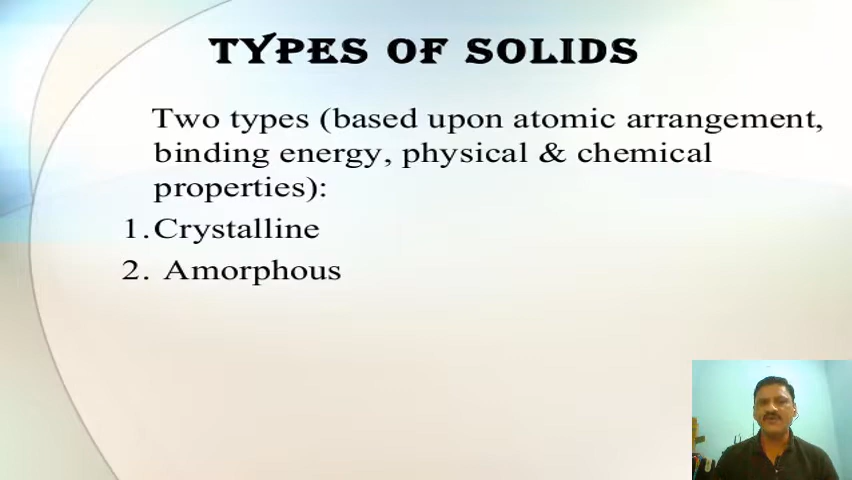 TYPES OF SOLIDS
Two types (based upon atomic arrangement,
binding energy, physical & chemical
properties):
1. Crystalline
2. Amorphous